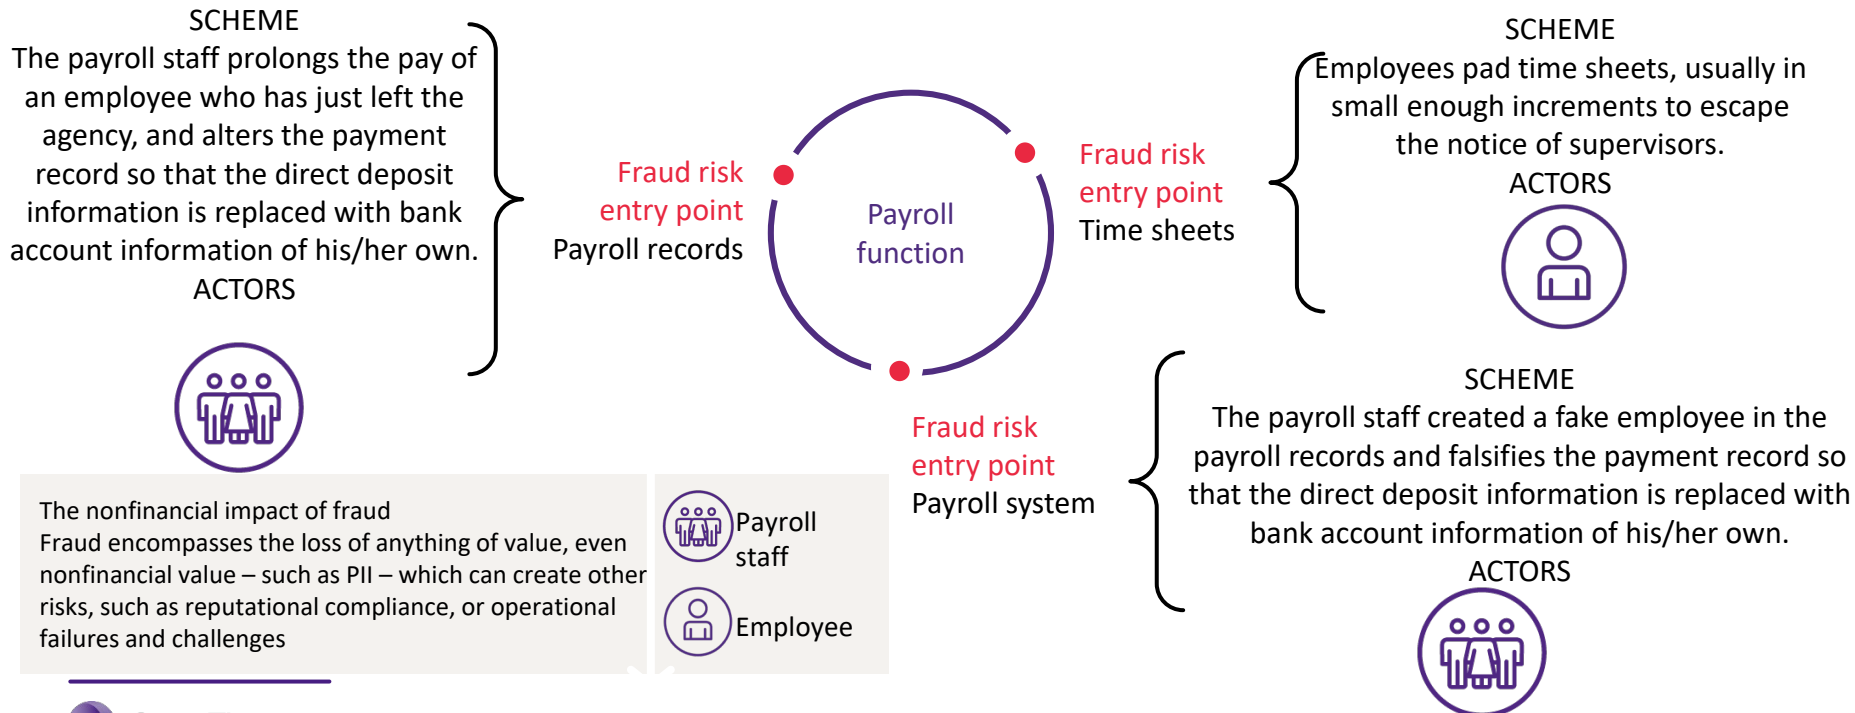 SCHEME
The payroll staff prolongs the pay of
an employee who has just left the
agency, and alters the payment
record so that the direct deposit
information is replaced with bank
account information of his/her own.
ACTORS
Fraud risk
entry point
Payroll records
Payroll
function
Fraud risk
entry point
Time sheets
SCHEME
Employees pad time sheets, usually in
small enough increments to escape
the notice of supervisors.
ACTORS
Fraud risk
entry point
Payroll system
SCHEME
The payroll staff created a fake employee in the
payroll records and falsifies the payment record so
that the direct deposit information is replaced with
bank account information of his/her own.
ACTORS
The nonfinancial impact of fraud
Fraud encompasses the loss of anything of value, even
nonfinancial value – such as PII – which can create other
risks, such as reputational compliance, or operational
failures and challenges
Payroll
staff
Employee